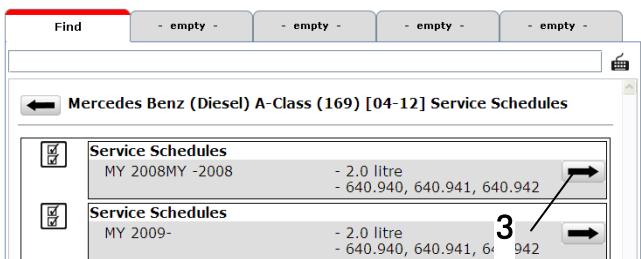 Find - empty - - empty - - empty - - empty -
Mercedes Benz (Diesel) A-Class (169) [04-12] Service Schedules
Service Schedules
MY 2008MY -2008 - 2.0 litre
- 640.940, 640.941, 640.942
Service Schedules
MY 2009- - 2.0 litre
3
- 640.940, 640.941, 64 942